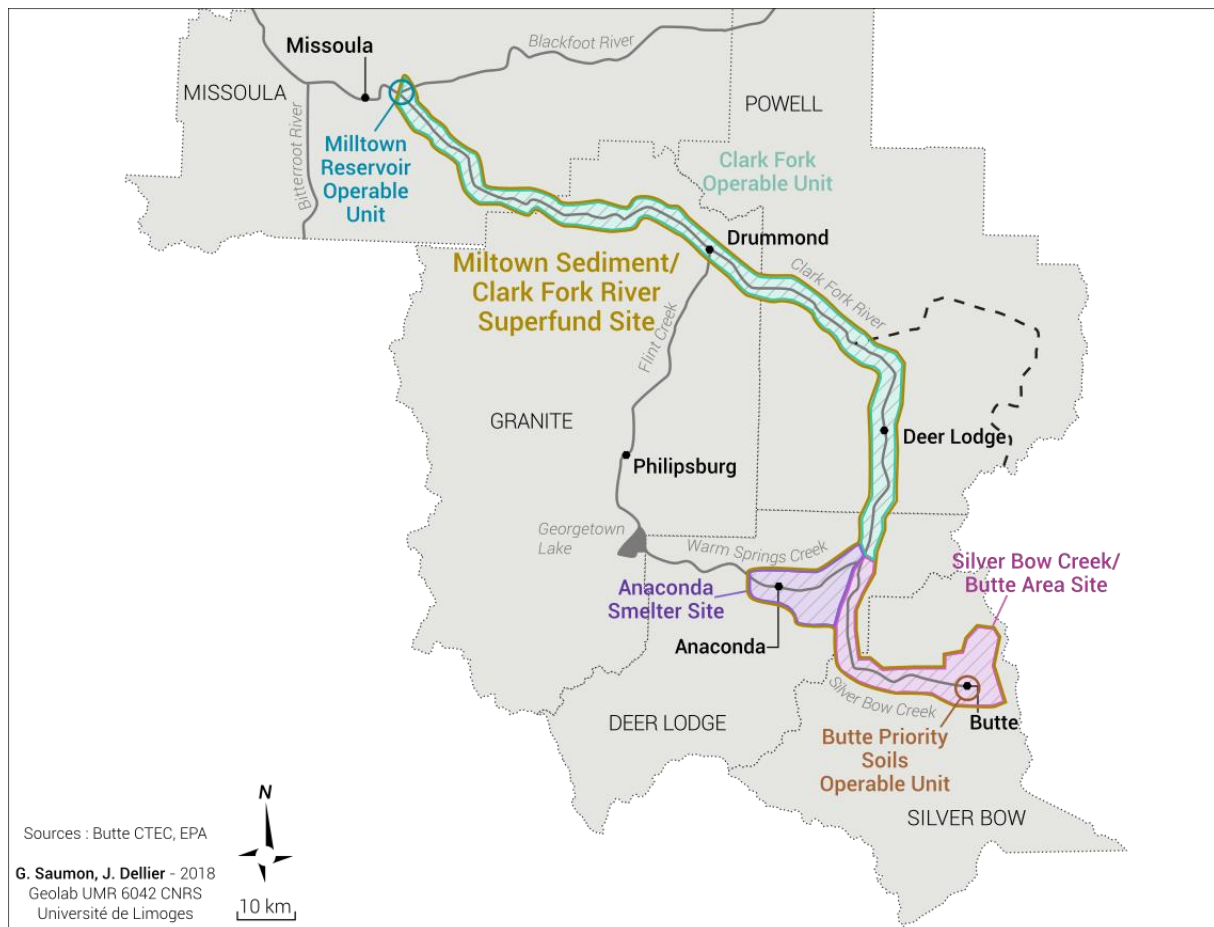 Missoula
Blackfoot River
MISSOULA
POWELL
Bitterroot River
Milltown
Reservoir
Operable
Unit
Clark Fork
Operable Unit
Drummond
Miltown Sediment/
Clark Fork River
Superfund Site
Clark Fork River
Flint Creek
GRANITE
Deer Lodge
Philipsburg
Georgetown
Lake
Warm Springs Creek
Silver Bow Creek/
Butte Area Site
Anaconda
Smelter Site
Anaconda
Silver Bow Creek
Butte
DEER LODGE
Butte Priority
Soils
Operable Unit
SILVER BOW
N
Sources : Butte CTEC, EPA
G. Saumon, J. Dellier - 2018
Geolab UMR 6042 CNRS
Université de Limoges
10 km